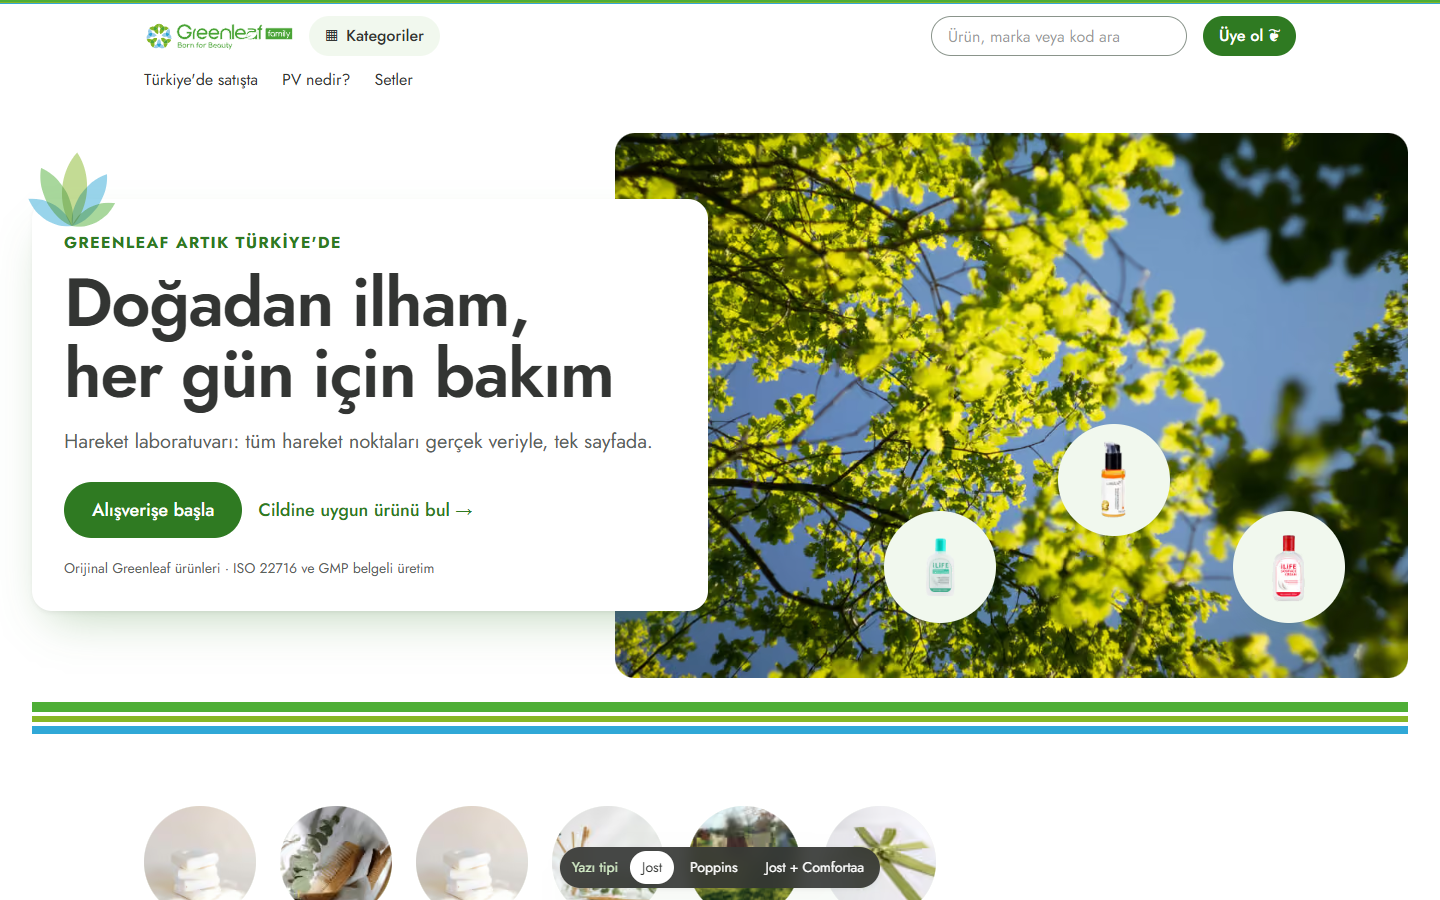 Greenleaf family
Born for Beauty
Kategoriler
Ürün, marka veya kod ara
Üye ol
Türkiye'de satışta
PV nedir?
Setler
GREENLEAF ARTIK TÜRKİYE'DE
Doğadan ilham,
her gün için bakım
Hareket laboratuvarı: tüm hareket noktaları gerçek veriyle, tek sayfada.
Alışverişe başla
Cildine uygun ürünü bul →
Orijinal Greenleaf ürünleri · ISO 22716 ve GMP belgeli üretim
iLiFE
iLiFE
Yazı tipi
Jost
Poppins
Jost + Comfortaa